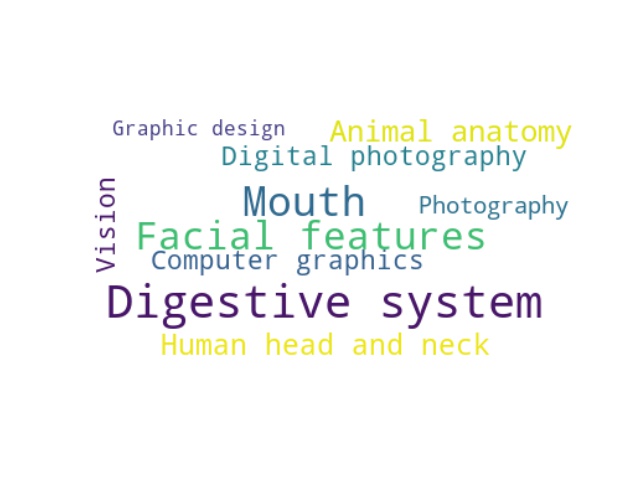 Graphic design
Animal anatomy
Digital photography
Vision
Mouth
Photography
Facial features
Computer graphics
Digestive system
Human head and neck